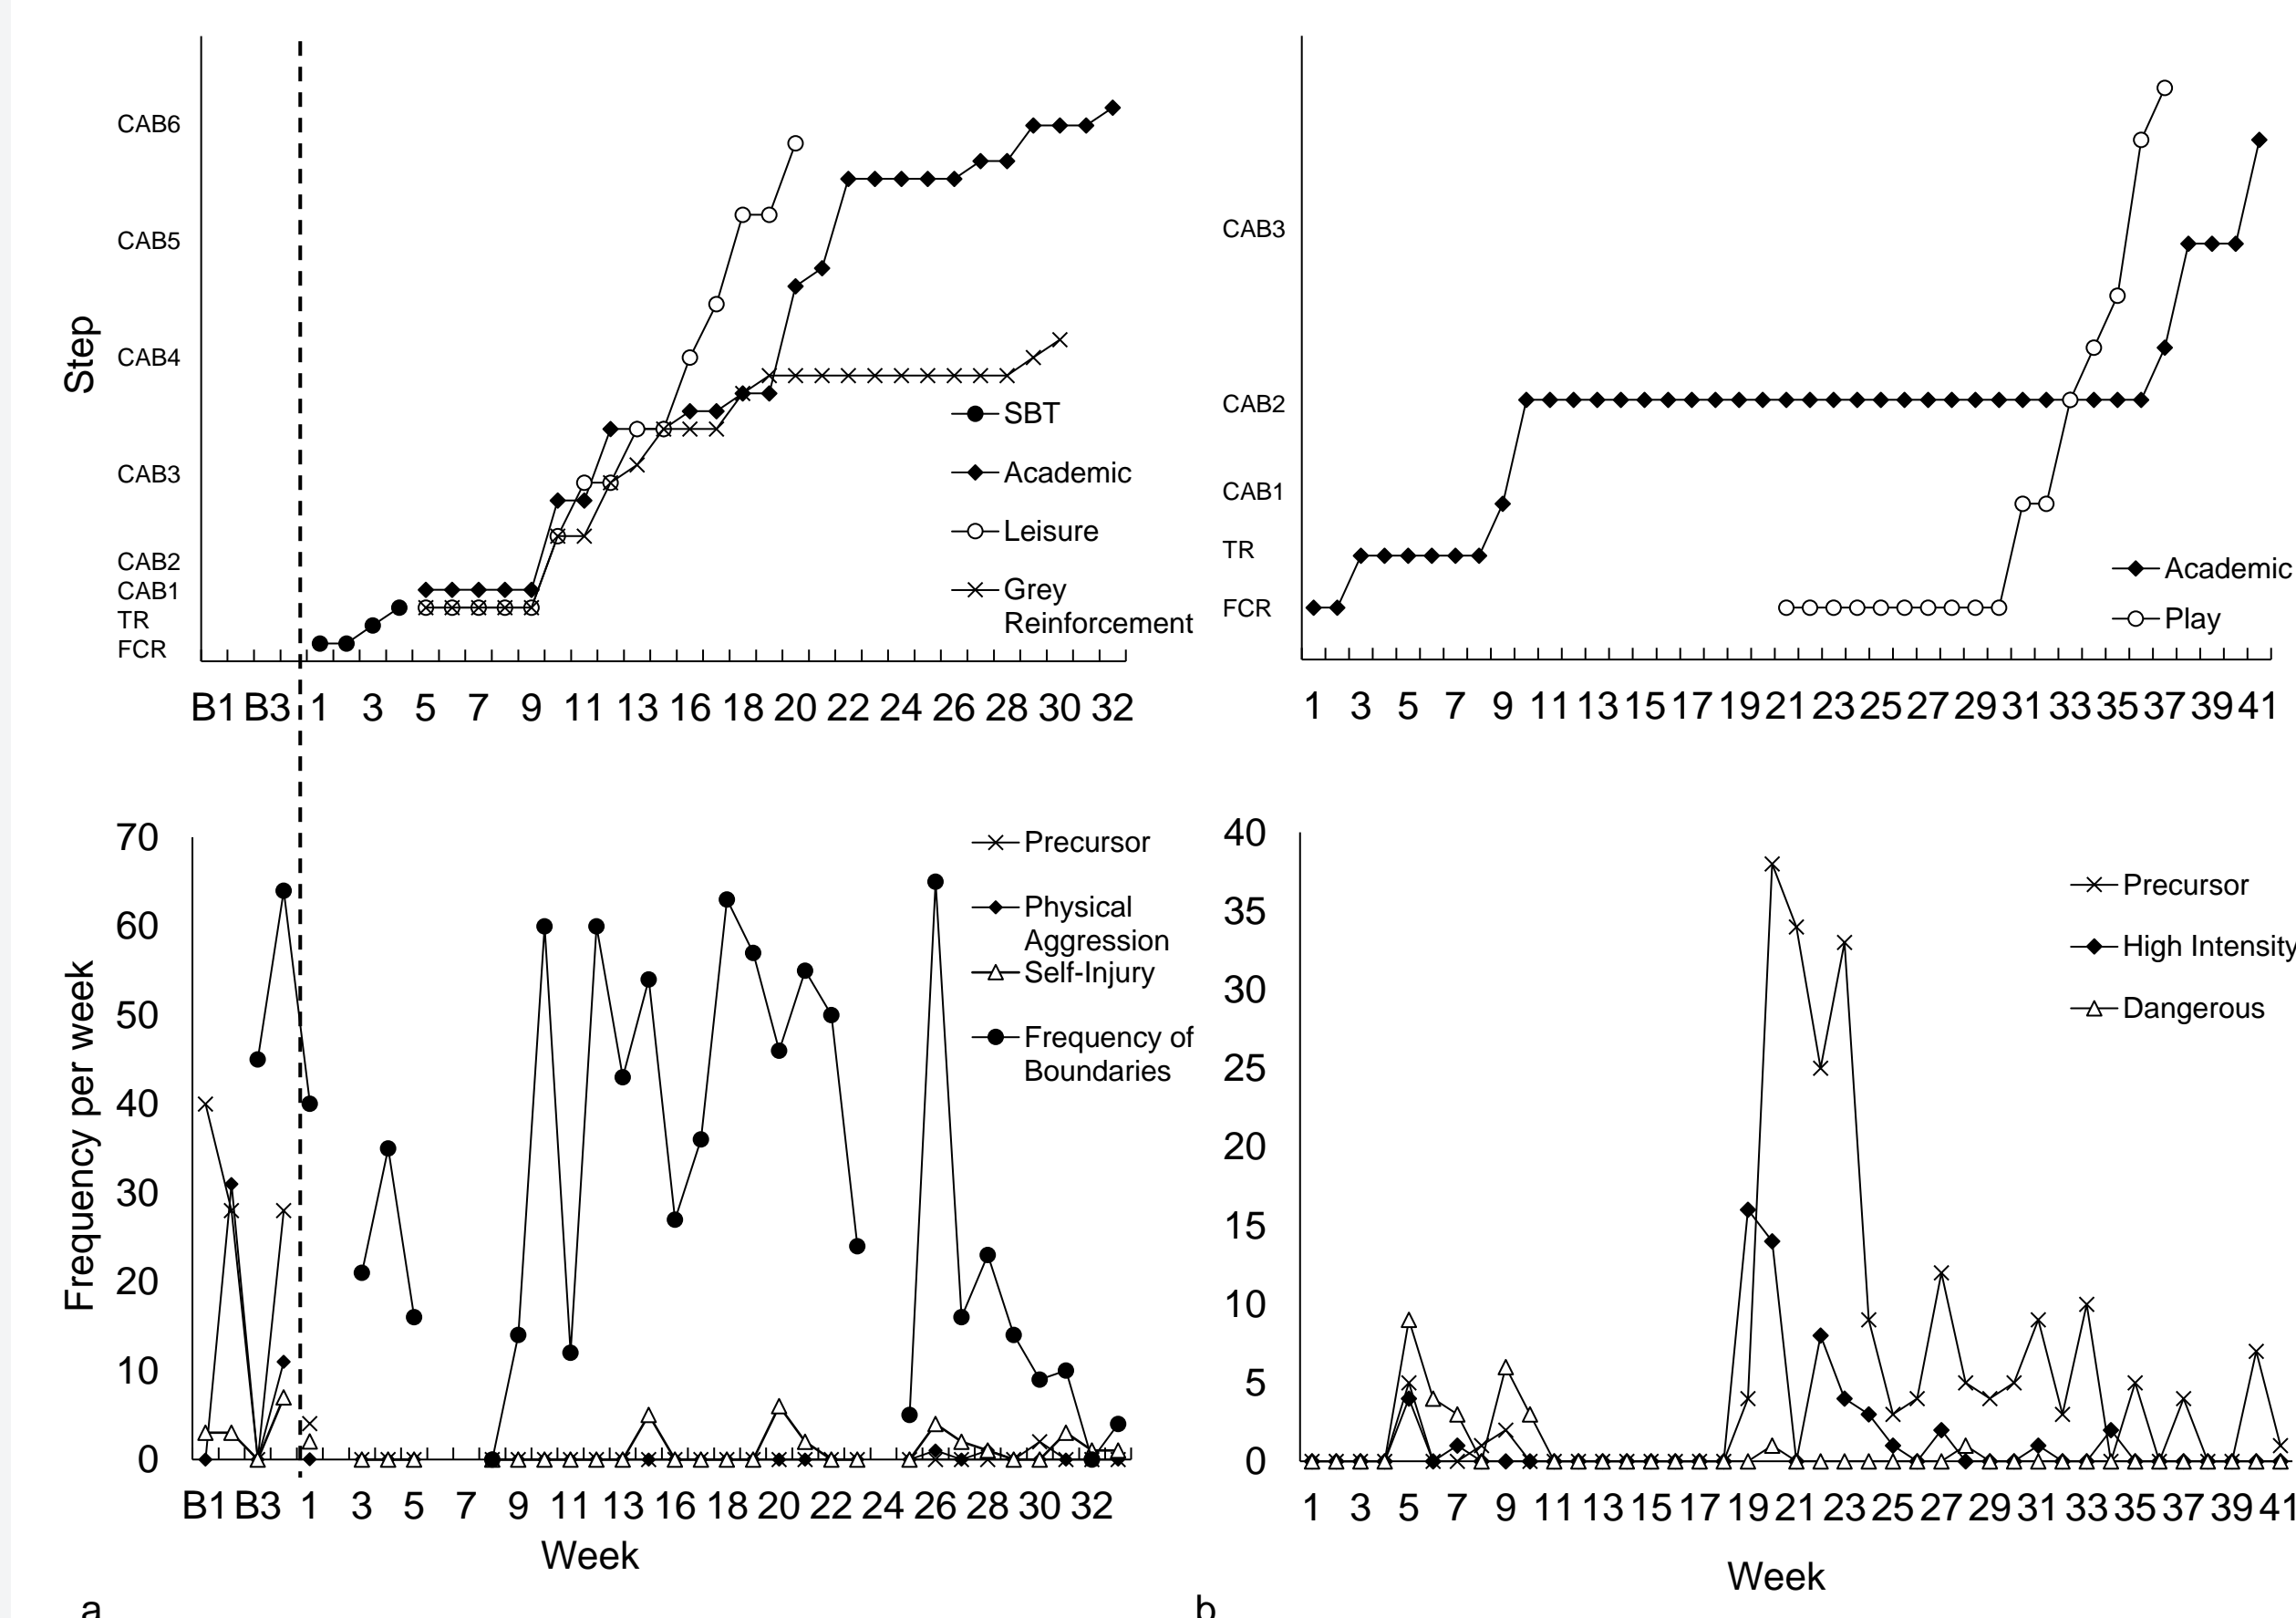 CAB6
CAB5
Step
CAB4
CAB3
CAB2
CAB1
TR
FCR
SBT
Academic
Leisure
Grey
Reinforcement
B1 B3 1 3 5 7 9 11 13 16 18 20 22 24 26 28 30 32
CAB3
CAB2
CAB1
TR
FCR
Academic
Play
1 3 5 7 9 11 13 15 17 19 21 23 25 27 29 31 33 35 37 39 41
70
60
50
40
30
20
10
0
Frequency per week
Precursor
Physical
Aggression
Self-Injury
Frequency of
Boundaries
B1 B3 1 3 5 7 9 11 13 16 18 20 22 24 26 28 30 32
Week
a
40
35
30
25
20
15
10
5
0
Precursor
High Intensity
Dangerous
1 3 5 7 9 11 13 15 17 19 21 23 25 27 29 31 33 35 37 39 41
Week
b